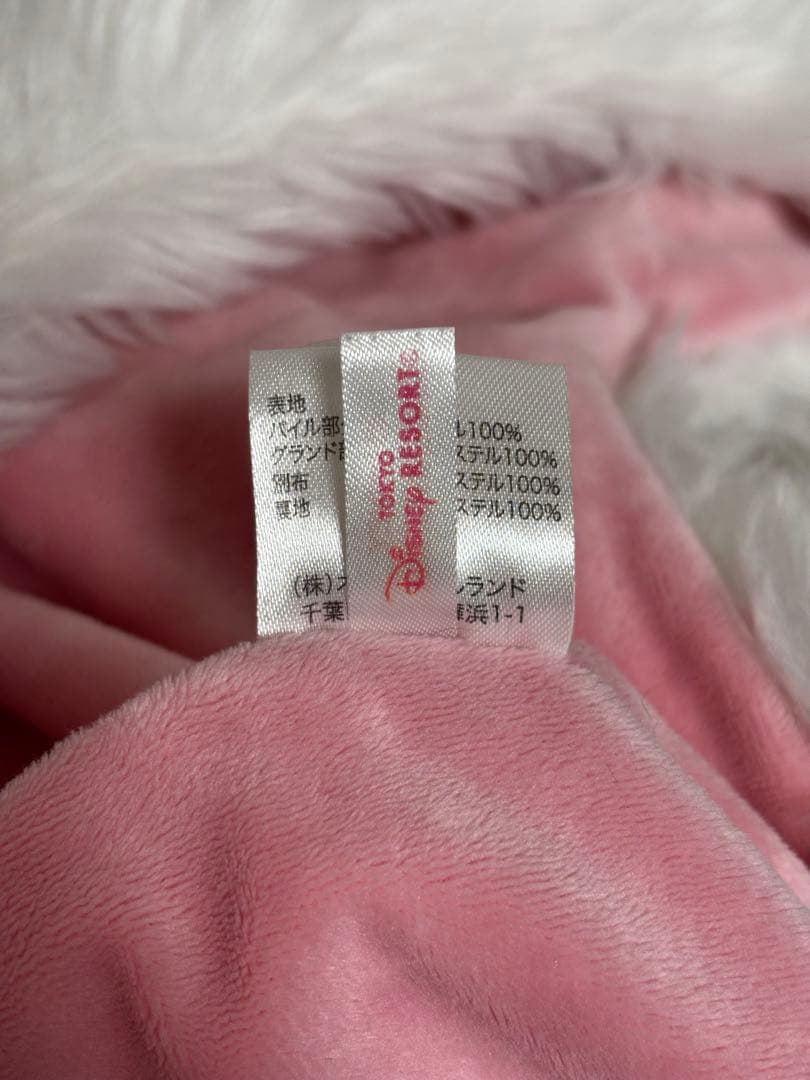 TOKYO
DISNEY RESORT®
表地
パイル部 ル100%
グランド ステル100%
別布 ステル100%
裏地 ステル100%
(株) ルランド
千葉 浜1-1